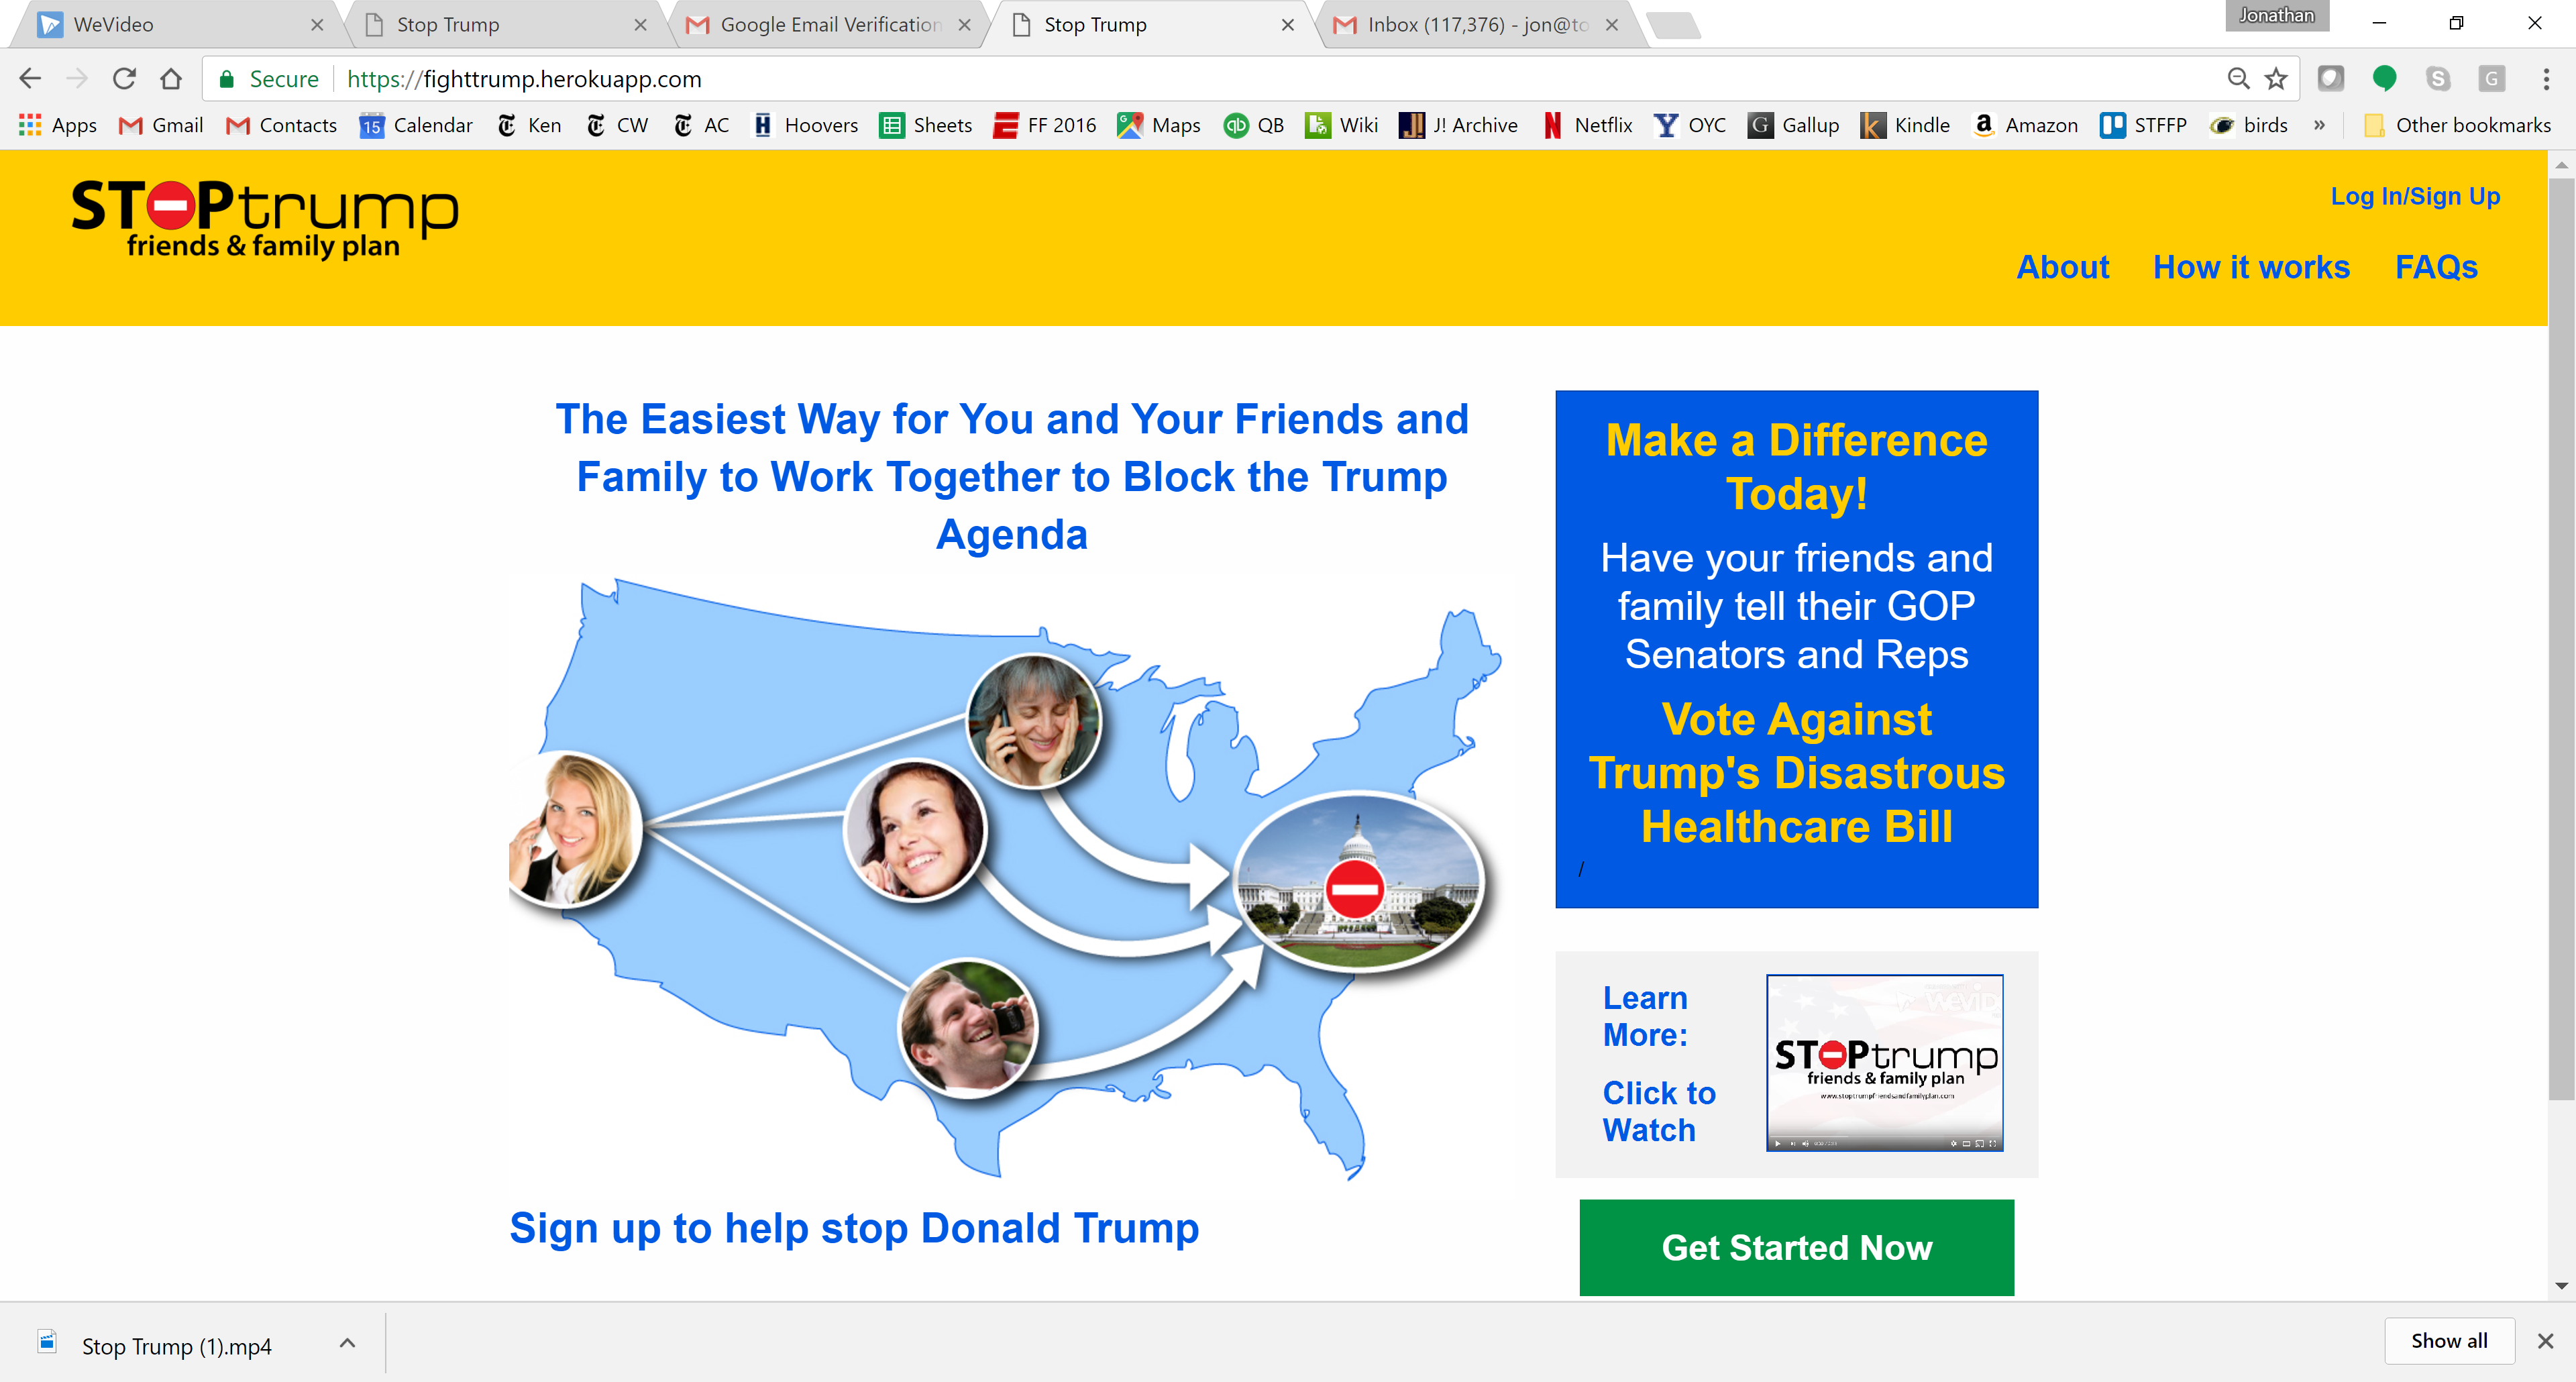 WeVideo
Stop Trump
Google Email Verification
Stop Trump
Inbox (117,376) - jon@to
Jonathan
Secure
https://fighttrump.herokuapp.com
S
G
Apps
Gmail
Contacts
15 Calendar
Ken
CW
AC
H Hoovers
Sheets
FF 2016
Maps
qb QB
Wiki
J! J! Archive
N Netflix
Y OYC
G Gallup
k Kindle
a Amazon
STFFP
birds
»
Other bookmarks
STOPtrump
friends & family plan
Log In/Sign Up
About
How it works
FAQs
The Easiest Way for You and Your Friends and
Family to Work Together to Block the Trump
Agenda
Make a Difference
Today!
Have your friends and
family tell their GOP
Senators and Reps
Vote Against
Trump's Disastrous
Healthcare Bill
/
Learn
More:
Click to
Watch
STOPtrump
friends & family plan
www.stoptrumpfriendsandfamilyplan.com
Sign up to help stop Donald Trump
Get Started Now
Stop Trump (1).mp4
Show all